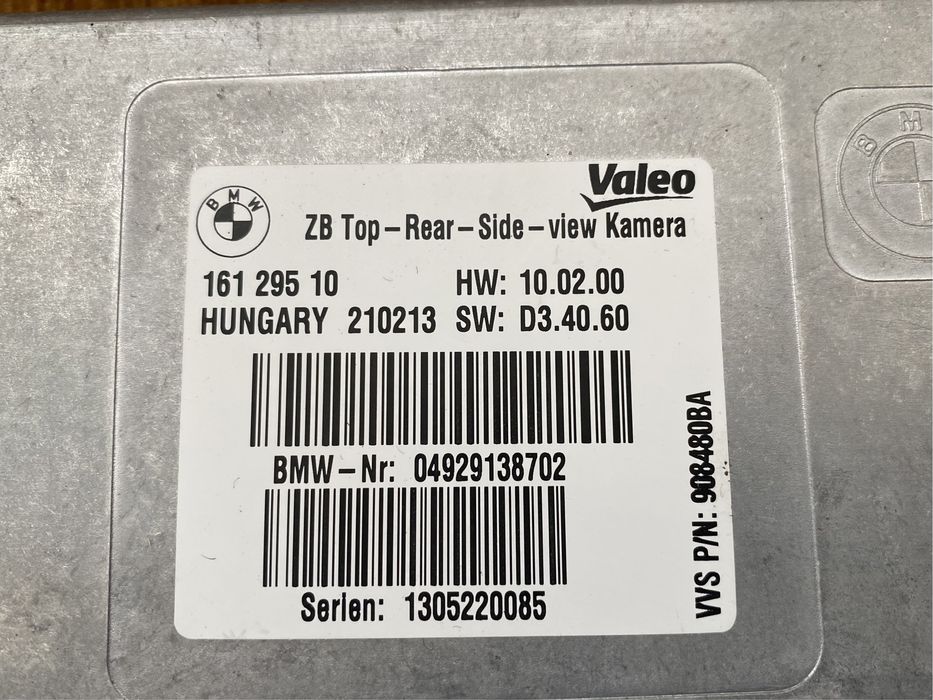 BMW
Valeo
ZB Top-Rear-Side-view Kamera
161 295 10 HW: 10.02.00
HUNGARY 210213 SW: D3.40.60
BMW-Nr: 04929138702
Serien: 1305220085
VVS P/N: 908480BA
BM